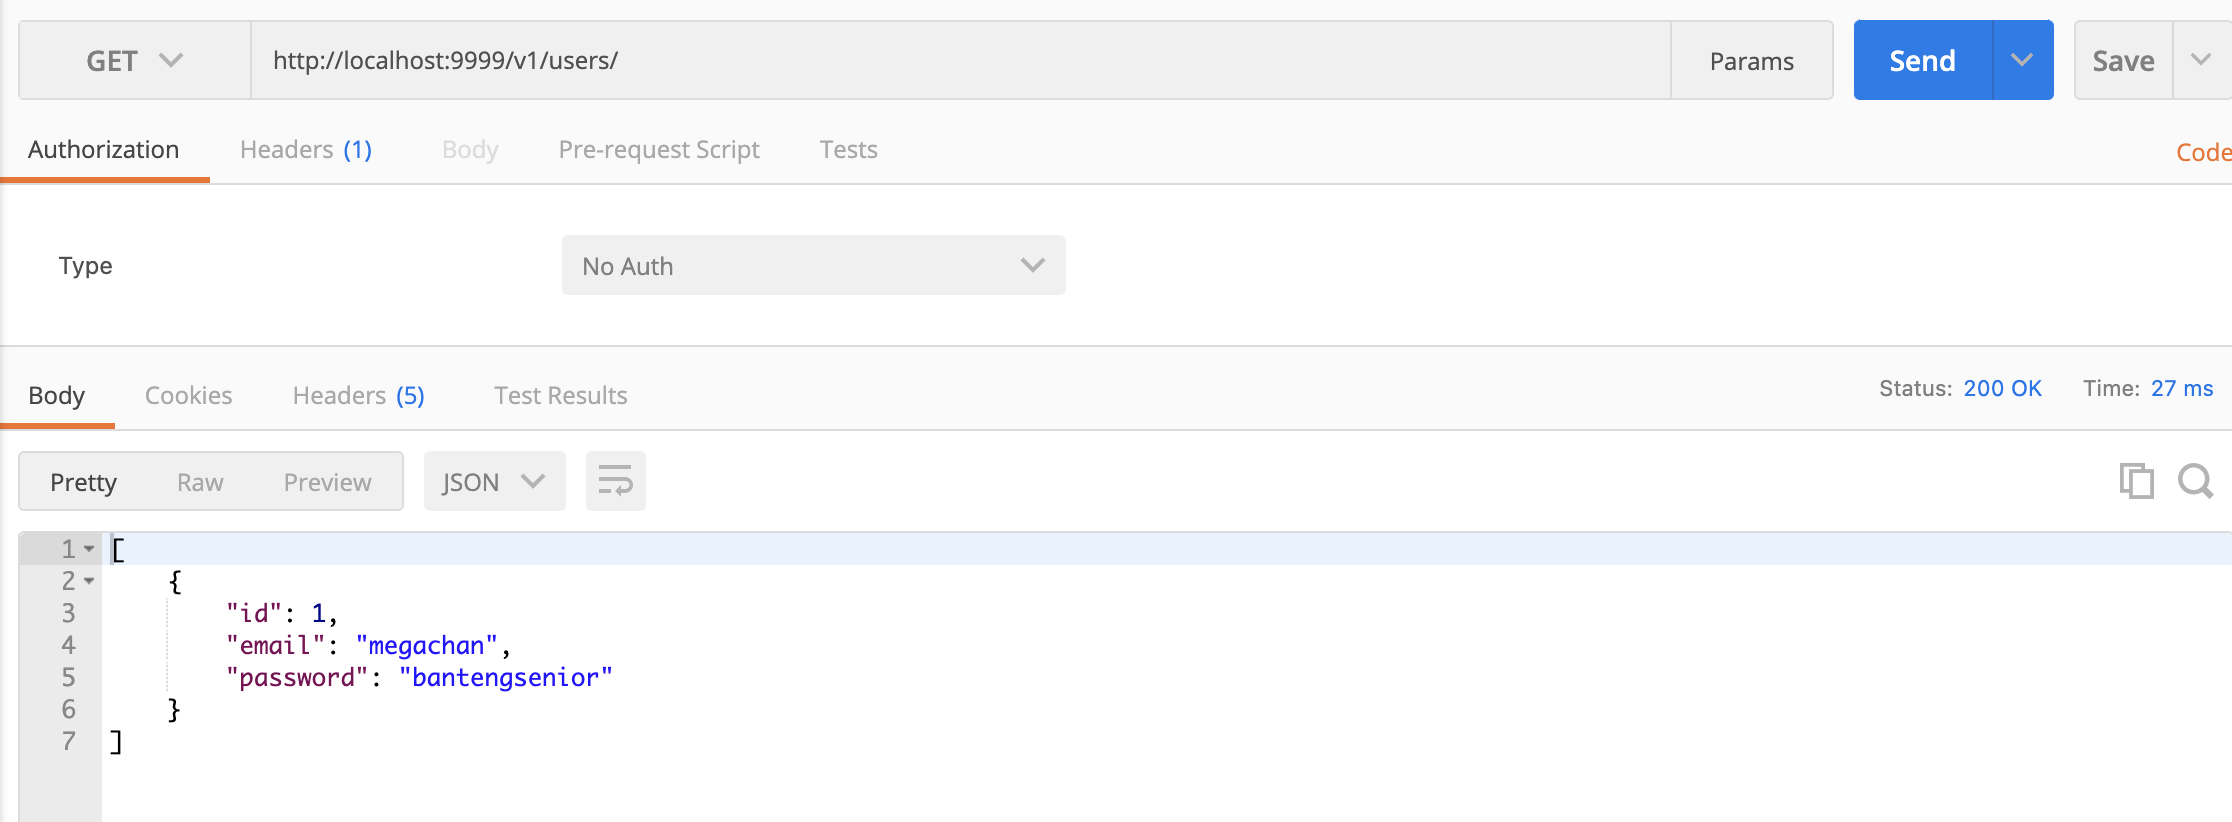 GET http://localhost:9999/v1/users/ Params Send Save
Authorization Headers (1) Body Pre-request Script Tests Code
Type No Auth
Body Cookies Headers (5) Test Results Status: 200 OK Time: 27 ms
Pretty Raw Preview JSON
1 [
2 {
3 "id": 1,
4 "email": "megachan",
5 "password": "bantengsenior"
6 }
7 ]